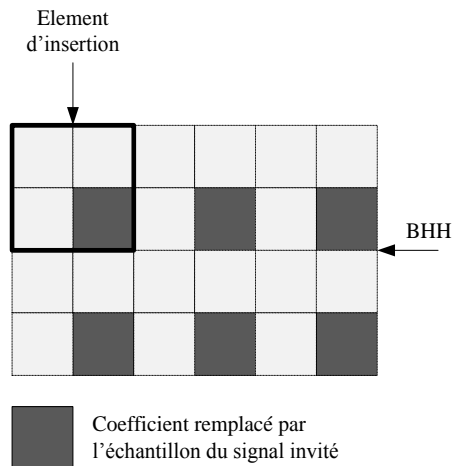 Element
d'insertion
BHH
Coefficient remplacé par
l'échantillon du signal invité